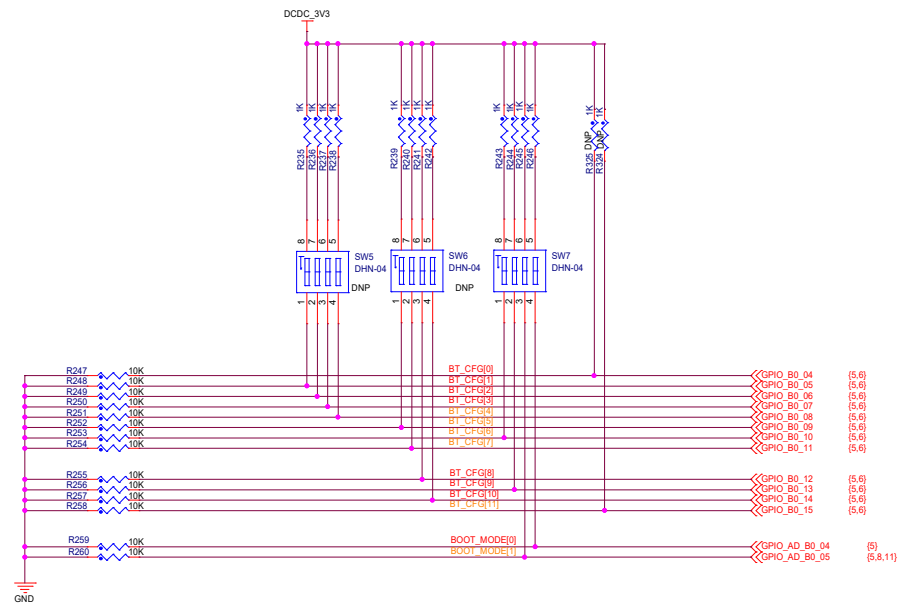 DCDC_3V3
1K 1K 1K 1K 1K 1K 1K 1K 1K 1K 1K 1K 1K 1K
DNP DNP
R235 R236 R237 R238 R239 R240 R241 R242 R243 R244 R245 R246 R325 R324
8 7 6 5 8 7 6 5 8 7 6 5
SW5 SW6 SW7
DHN-04 DHN-04 DHN-04
DNP DNP
1 2 3 4 1 2 3 4 1 2 3 4
R247 10K BT_CFG[0] GPIO_B0_04 {5,6}
R248 10K BT_CFG[1] GPIO_B0_05 {5,6}
R249 10K BT_CFG[2] GPIO_B0_06 {5,6}
R250 10K BT_CFG[3] GPIO_B0_07 {5,6}
R251 10K BT_CFG[4] GPIO_B0_08 {5,6}
R252 10K BT_CFG[5] GPIO_B0_09 {5,6}
R253 10K BT_CFG[6] GPIO_B0_10 {5,6}
R254 10K BT_CFG[7] GPIO_B0_11 {5,6}
R255 10K BT_CFG[8] GPIO_B0_12 {5,6}
R256 10K BT_CFG[9] GPIO_B0_13 {5,6}
R257 10K BT_CFG[10] GPIO_B0_14 {5,6}
R258 10K BT_CFG[11] GPIO_B0_15 {5,6}
R259 10K BOOT_MODE[0] GPIO_AD_B0_04 {5}
R260 10K BOOT_MODE[1] GPIO_AD_B0_05 {5,8,11}
GND